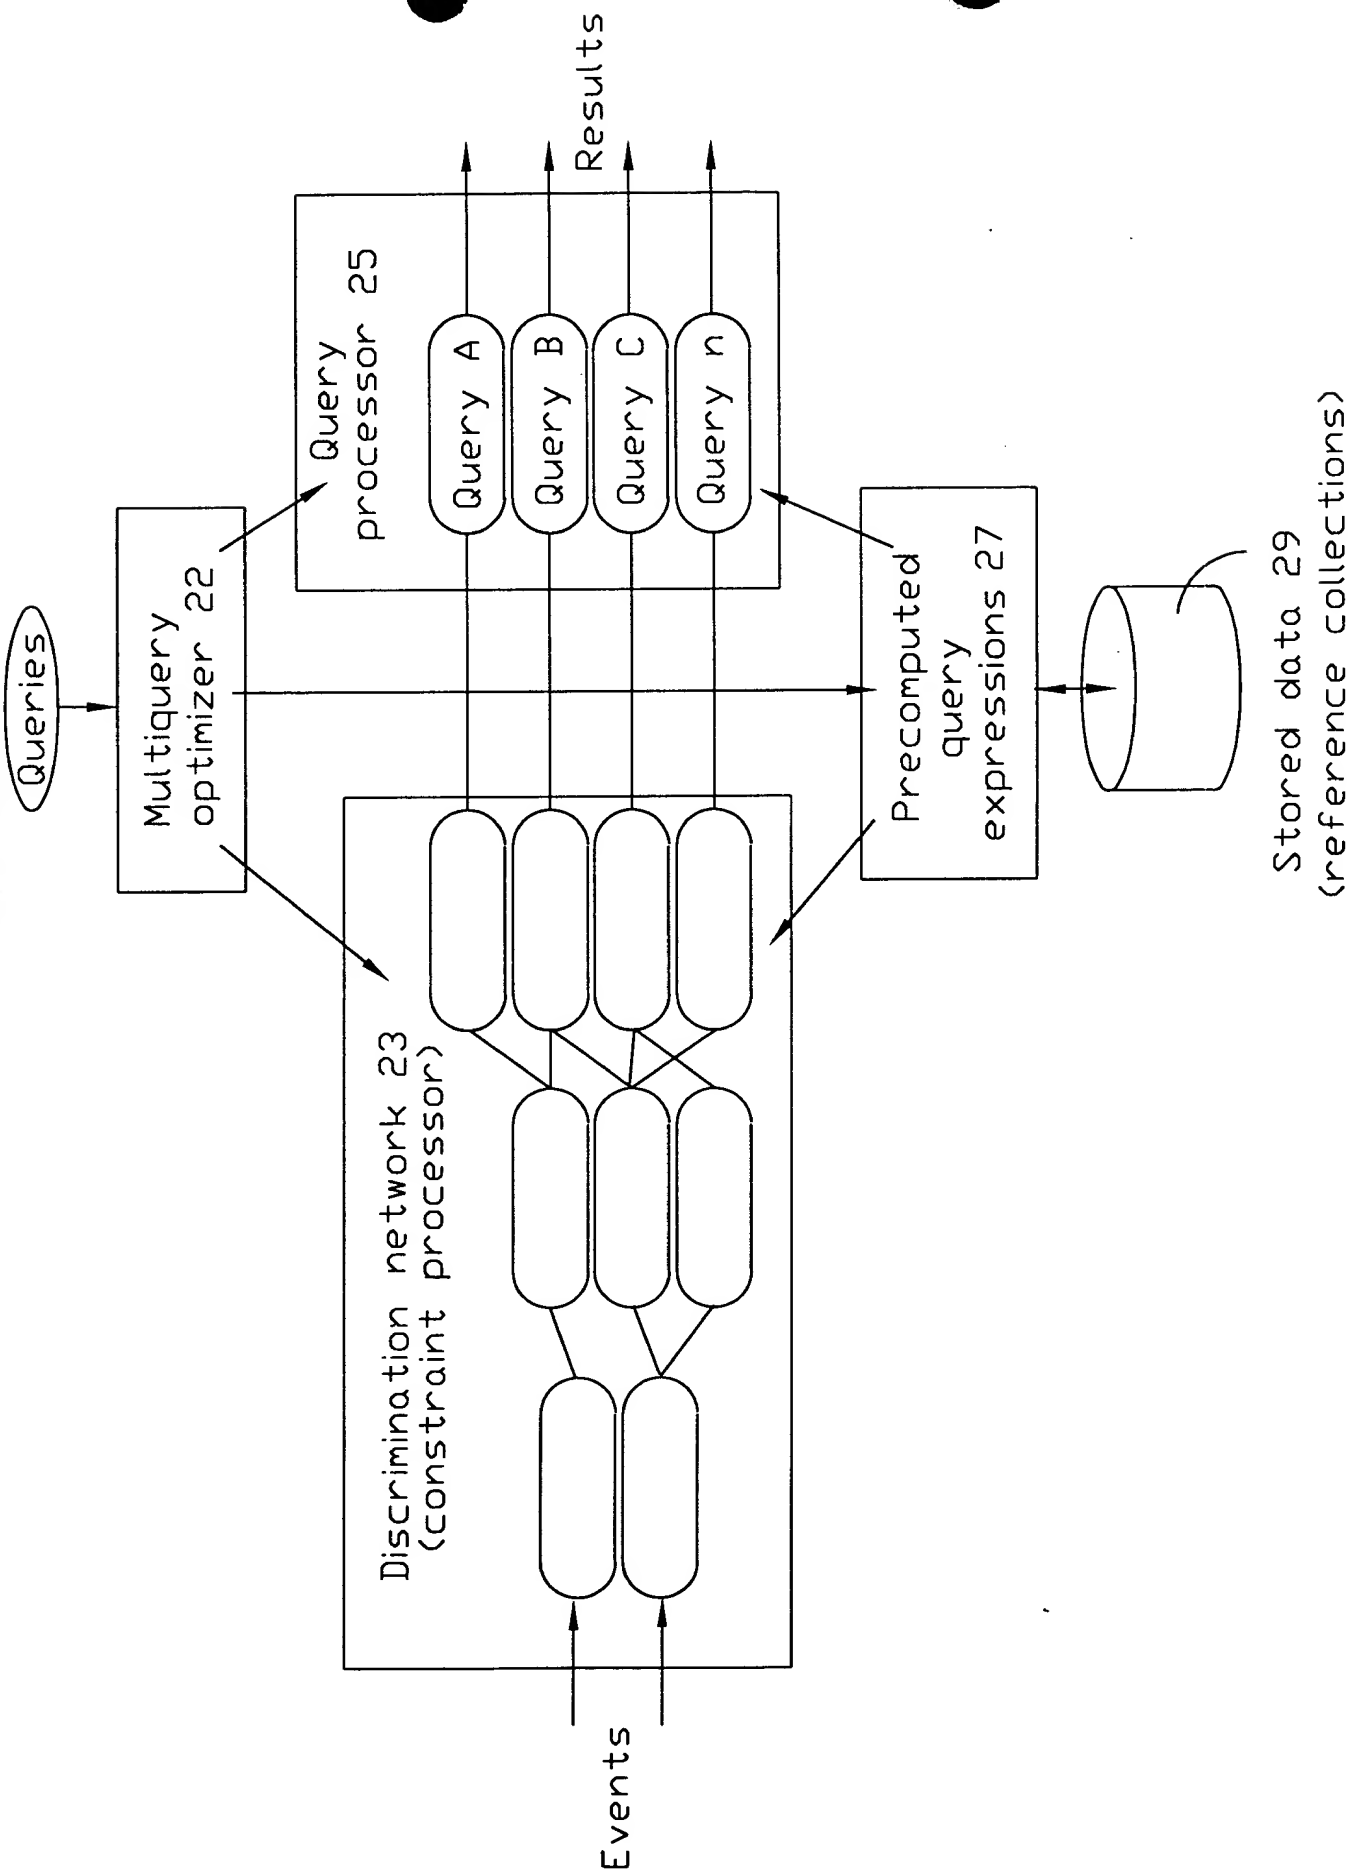 Queries
Multiquery
optimizer 22
Discrimination network 23
(constraint processor)
Query
processor 25
Query A
Query B
Query C
Query n
Events
Results
Precomputed
query
expressions 27
Stored data 29
(reference collections)